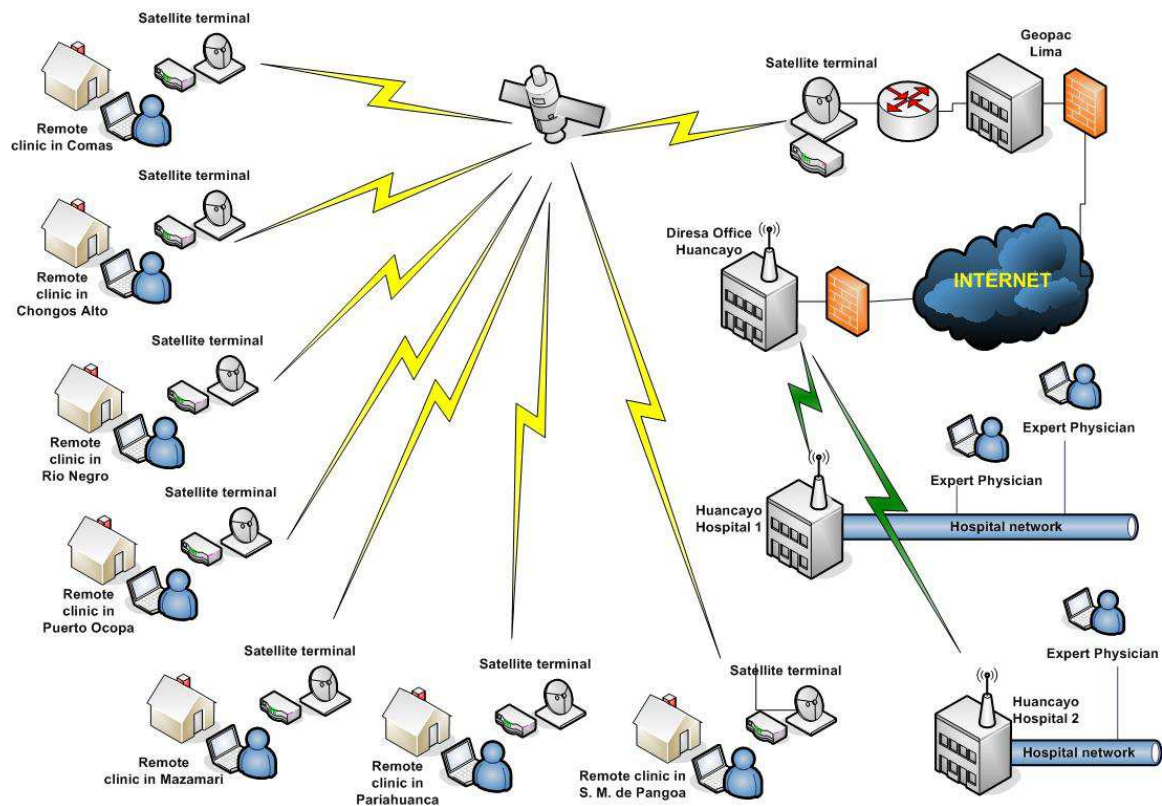 Satellite terminal
Remote
clinic in Comas
Satellite terminal
Geopac
Lima
Satellite terminal
Remote
clinic in
Chongos Alto
Diresa Office
Huancayo
INTERNET
Satellite terminal
Remote
clinic in
Rio Negro
Expert Physician
Expert Physician
Satellite terminal
Remote
clinic in
Puerto Ocopa
Huancayo
Hospital 1
Hospital network
Satellite terminal
Remote
clinic in Mazamari
Satellite terminal
Remote
clinic in
Pariahuanca
Satellite terminal
Remote clinic in
S. M. de Pangoa
Expert Physician
Huancayo
Hospital 2
Hospital network